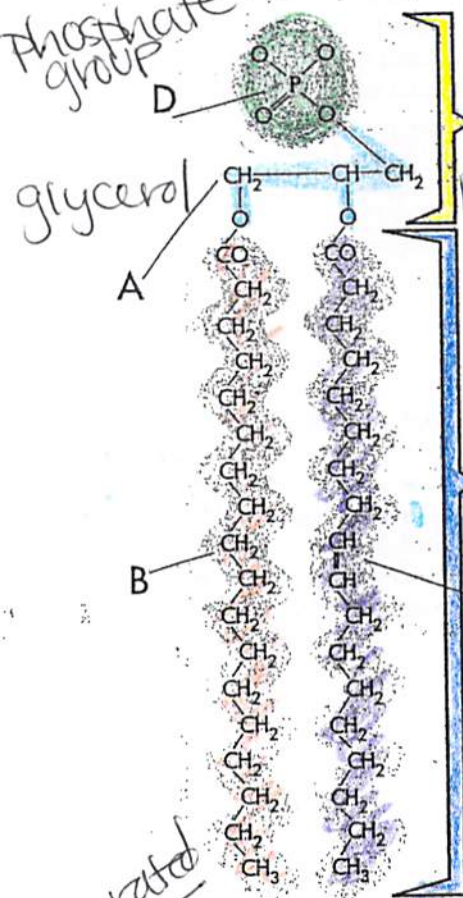 phosphate
group
O O
P
D
O O
CH₂ CH CH₂
glycerol
O O
A
CO CO
CH₂ CH₂
CH₂ CH₂
CH₂ CH₂
CH₂ CH₂
CH₂ CH₂
CH₂ CH₂
CH₂ CH₂
CH₂ CH
B
CH₂ CH
CH₂ CH₂
CH₂ CH₂
CH₂ CH₂
CH₂ CH₂
CH₂ CH₂
CH₂ CH₂
CH₂ CH₂
CH₃ CH₃